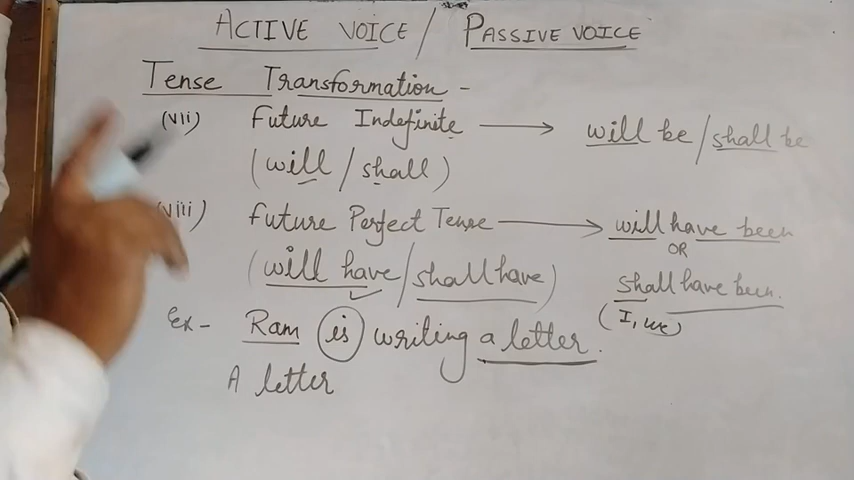 ACTIVE VOICE / PASSIVE VOICE
Tense Transformation -
(vii) Future Indefinite → will be / shall be
(will / shall)
(viii) Future Perfect Tense → will have been
OR
(will have / shall have) shall have been.
(I, we)
Ex - Ram is writing a letter.
A letter